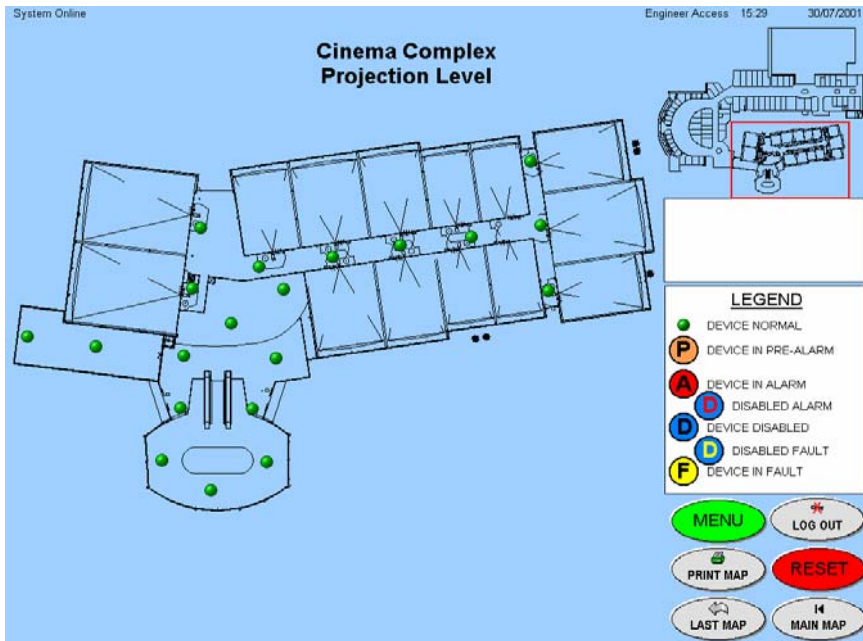 System Online
Engineer Access 15:29 30/07/2001
Cinema Complex
Projection Level
LEGEND
DEVICE NORMAL
P DEVICE IN PRE-ALARM
A DEVICE IN ALARM
D DISABLED ALARM
D DEVICE DISABLED
D DISABLED FAULT
F DEVICE IN FAULT
MENU
LOG OUT
PRINT MAP
RESET
LAST MAP
MAIN MAP